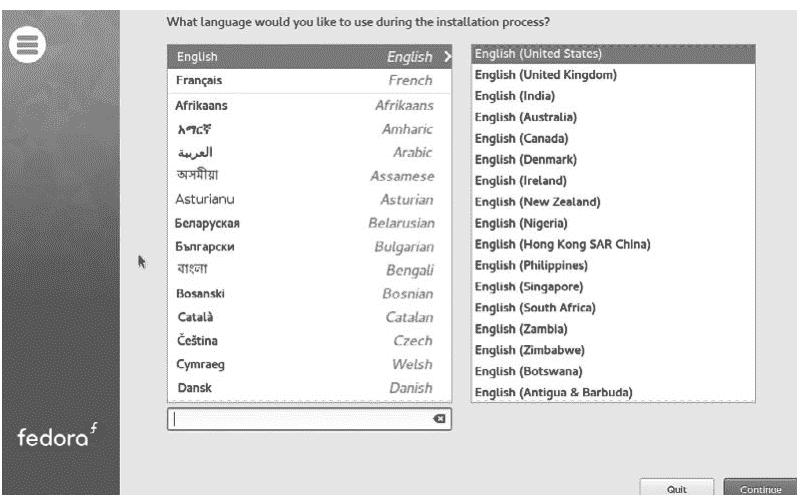 What language would you like to use during the installation process?
English English
Français French
Afrikaans Afrikaans
አማርኛ Amharic
العربية Arabic
অসমীয়া Assamese
Asturianu Asturian
Беларуская Belarusian
Български Bulgarian
বাংলা Bengali
Bosanski Bosnian
Català Catalan
Čeština Czech
Cymraeg Welsh
Dansk Danish
English (United States)
English (United Kingdom)
English (India)
English (Australia)
English (Canada)
English (Denmark)
English (Ireland)
English (New Zealand)
English (Nigeria)
English (Hong Kong SAR China)
English (Philippines)
English (Singapore)
English (South Africa)
English (Zambia)
English (Zimbabwe)
English (Botswana)
English (Antigua & Barbuda)
fedora
Quit
Continue